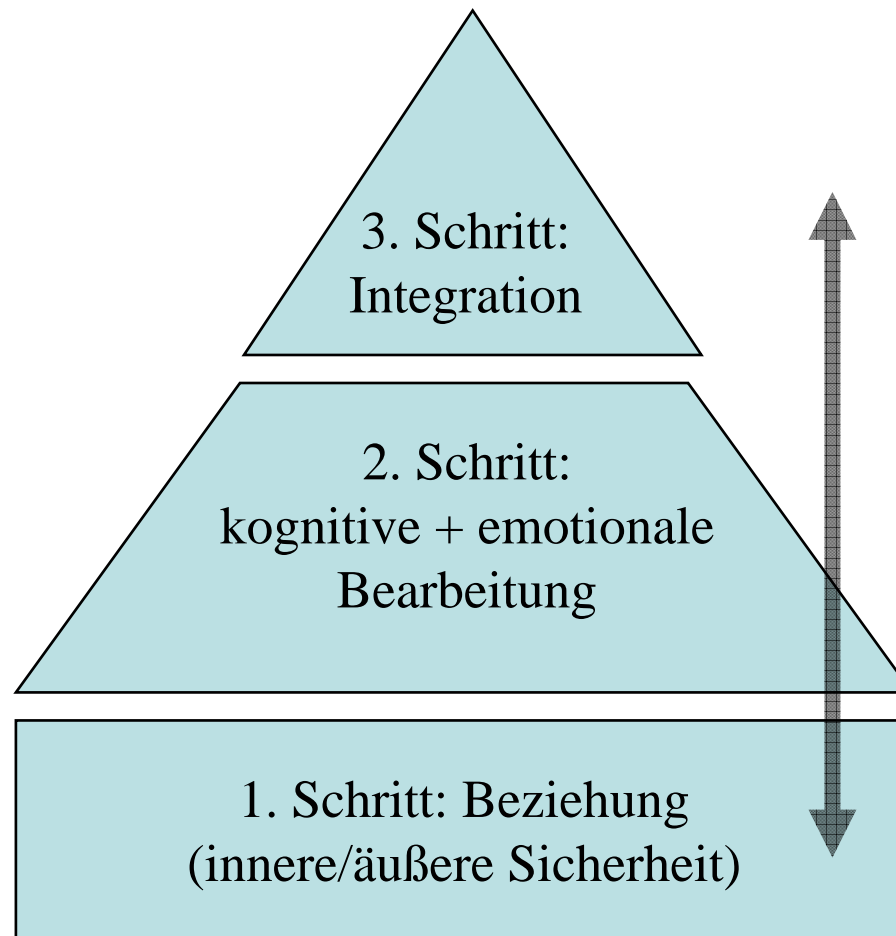 3. Schritt:
Integration
2. Schritt:
kognitive + emotionale
Bearbeitung
1. Schritt: Beziehung
(innere/äußere Sicherheit)